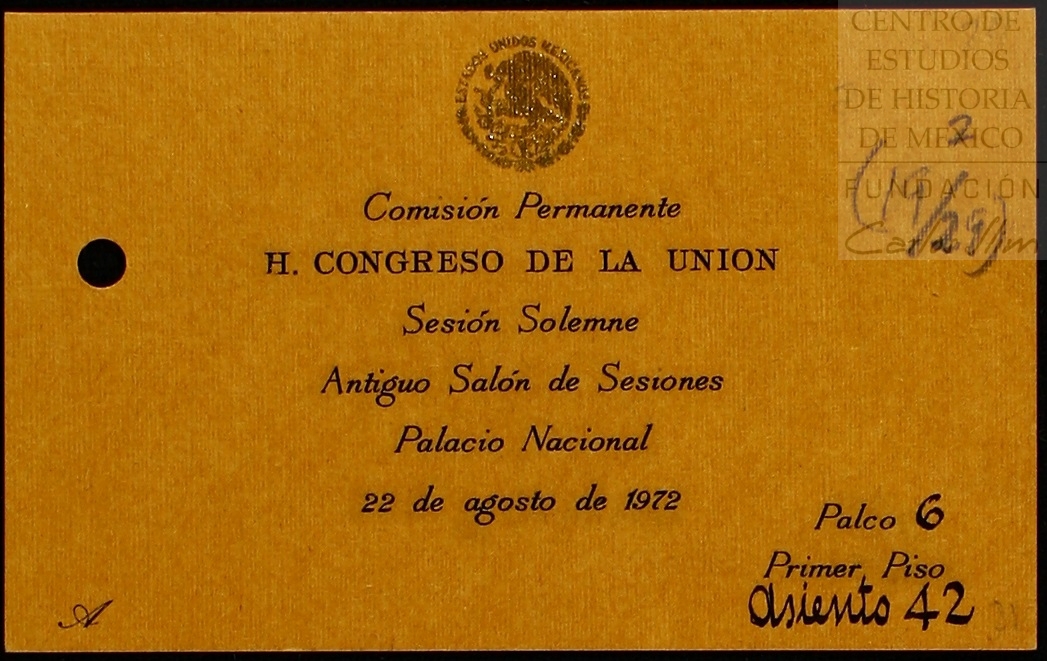 ESTADOS UNIDOS MEXICANOS
CENTRO DE
ESTUDIOS
DE HISTORIA
DE MEXICO
FUNDACIÓN
Comisión Permanente
H. CONGRESO DE LA UNION
Sesión Solemne
Antiguo Salón de Sesiones
Palacio Nacional
22 de agosto de 1972
Palco 6
Primer Piso
asiento 42
A